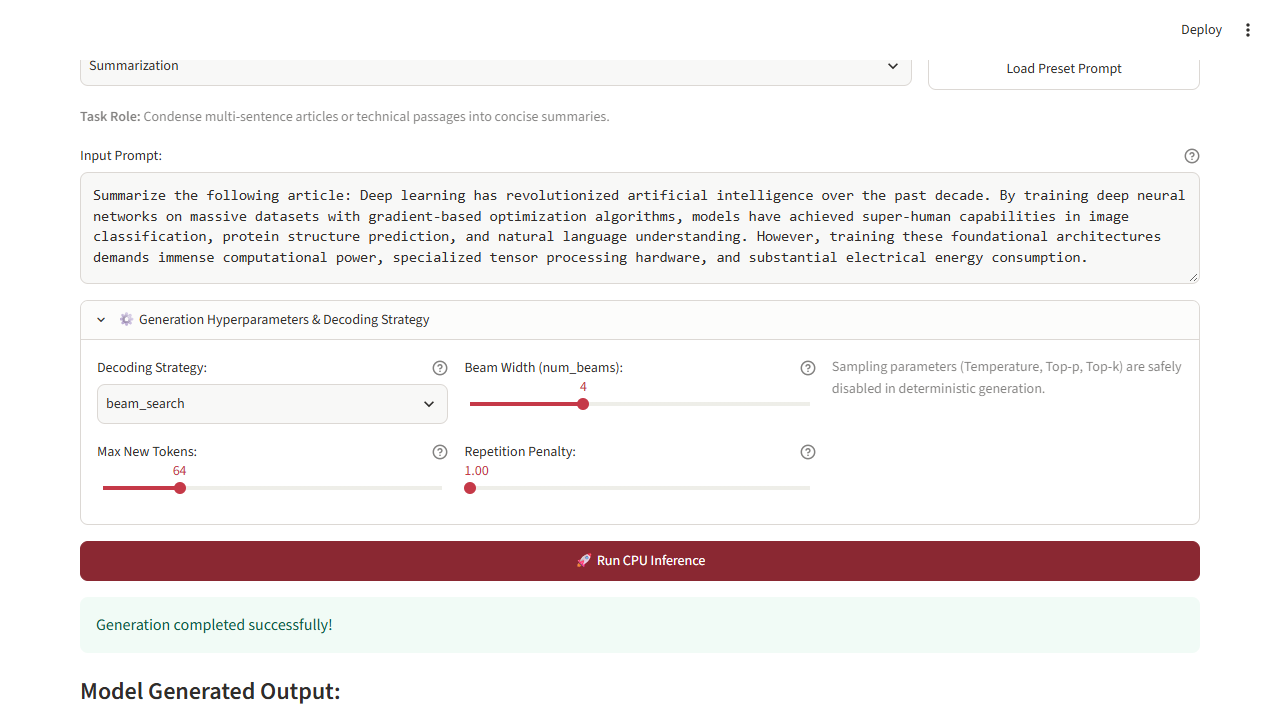 Deploy
Summarization
Load Preset Prompt
Task Role: Condense multi-sentence articles or technical passages into concise summaries.
Input Prompt:
Summarize the following article: Deep learning has revolutionized artificial intelligence over the past decade. By training deep neural
networks on massive datasets with gradient-based optimization algorithms, models have achieved super-human capabilities in image
classification, protein structure prediction, and natural language understanding. However, training these foundational architectures
demands immense computational power, specialized tensor processing hardware, and substantial electrical energy consumption.
Generation Hyperparameters & Decoding Strategy
Decoding Strategy:
beam_search
Beam Width (num_beams):
4
Sampling parameters (Temperature, Top-p, Top-k) are safely
disabled in deterministic generation.
Max New Tokens:
64
Repetition Penalty:
1.00
🚀 Run CPU Inference
Generation completed successfully!
Model Generated Output: